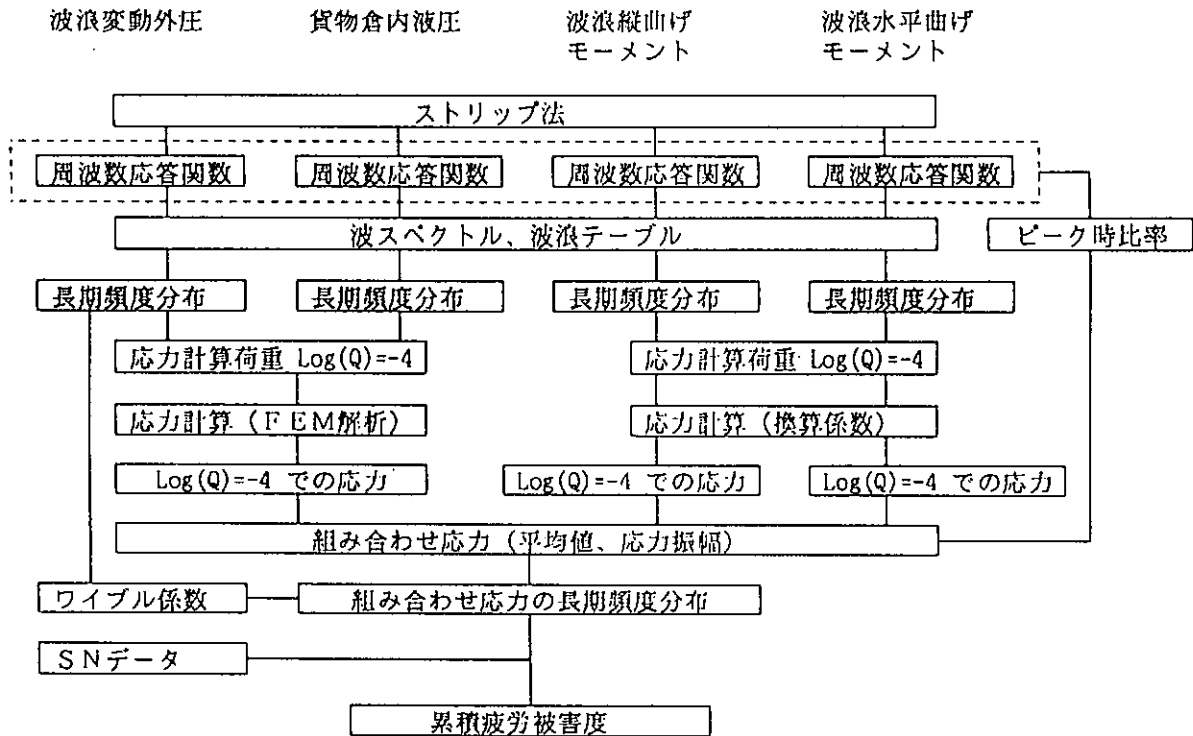 波浪変動外圧
貨物倉内液圧
波浪縦曲げ
モーメント
波浪水平曲げ
モーメント
ストリップ法
周波数応答関数
周波数応答関数
周波数応答関数
周波数応答関数
波スペクトル、波浪テーブル
ピーク時比率
長期頻度分布
長期頻度分布
長期頻度分布
長期頻度分布
応力計算荷重 Log(Q)=-4
応力計算荷重 Log(Q)=-4
応力計算(FEM解析)
応力計算(換算係数)
Log(Q)=-4 での応力
Log(Q)=-4 での応力
Log(Q)=-4 での応力
組み合わせ応力(平均値、応力振幅)
ワイブル係数
組み合わせ応力の長期頻度分布
SNデータ
累積疲労被害度